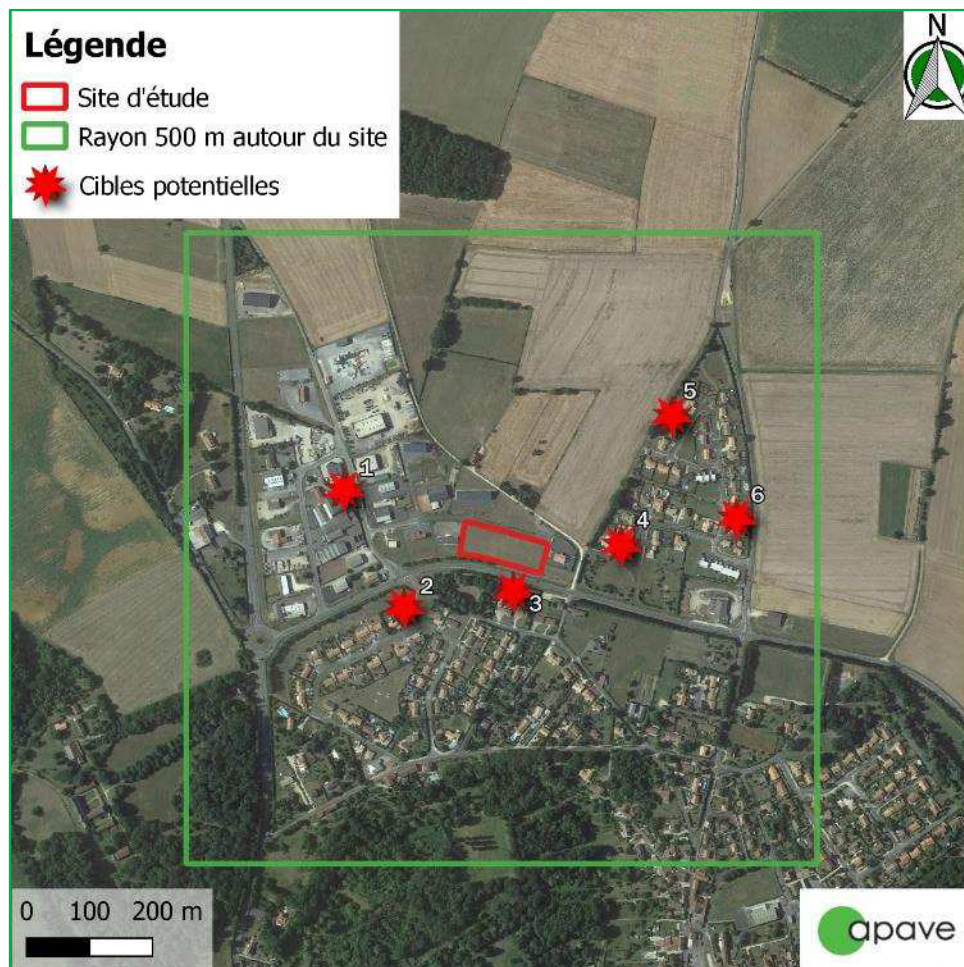 Légende
Site d'étude
Rayon 500 m autour du site
Cibles potentielles
N
5
1
6
4
2
3
0 100 200 m
apave